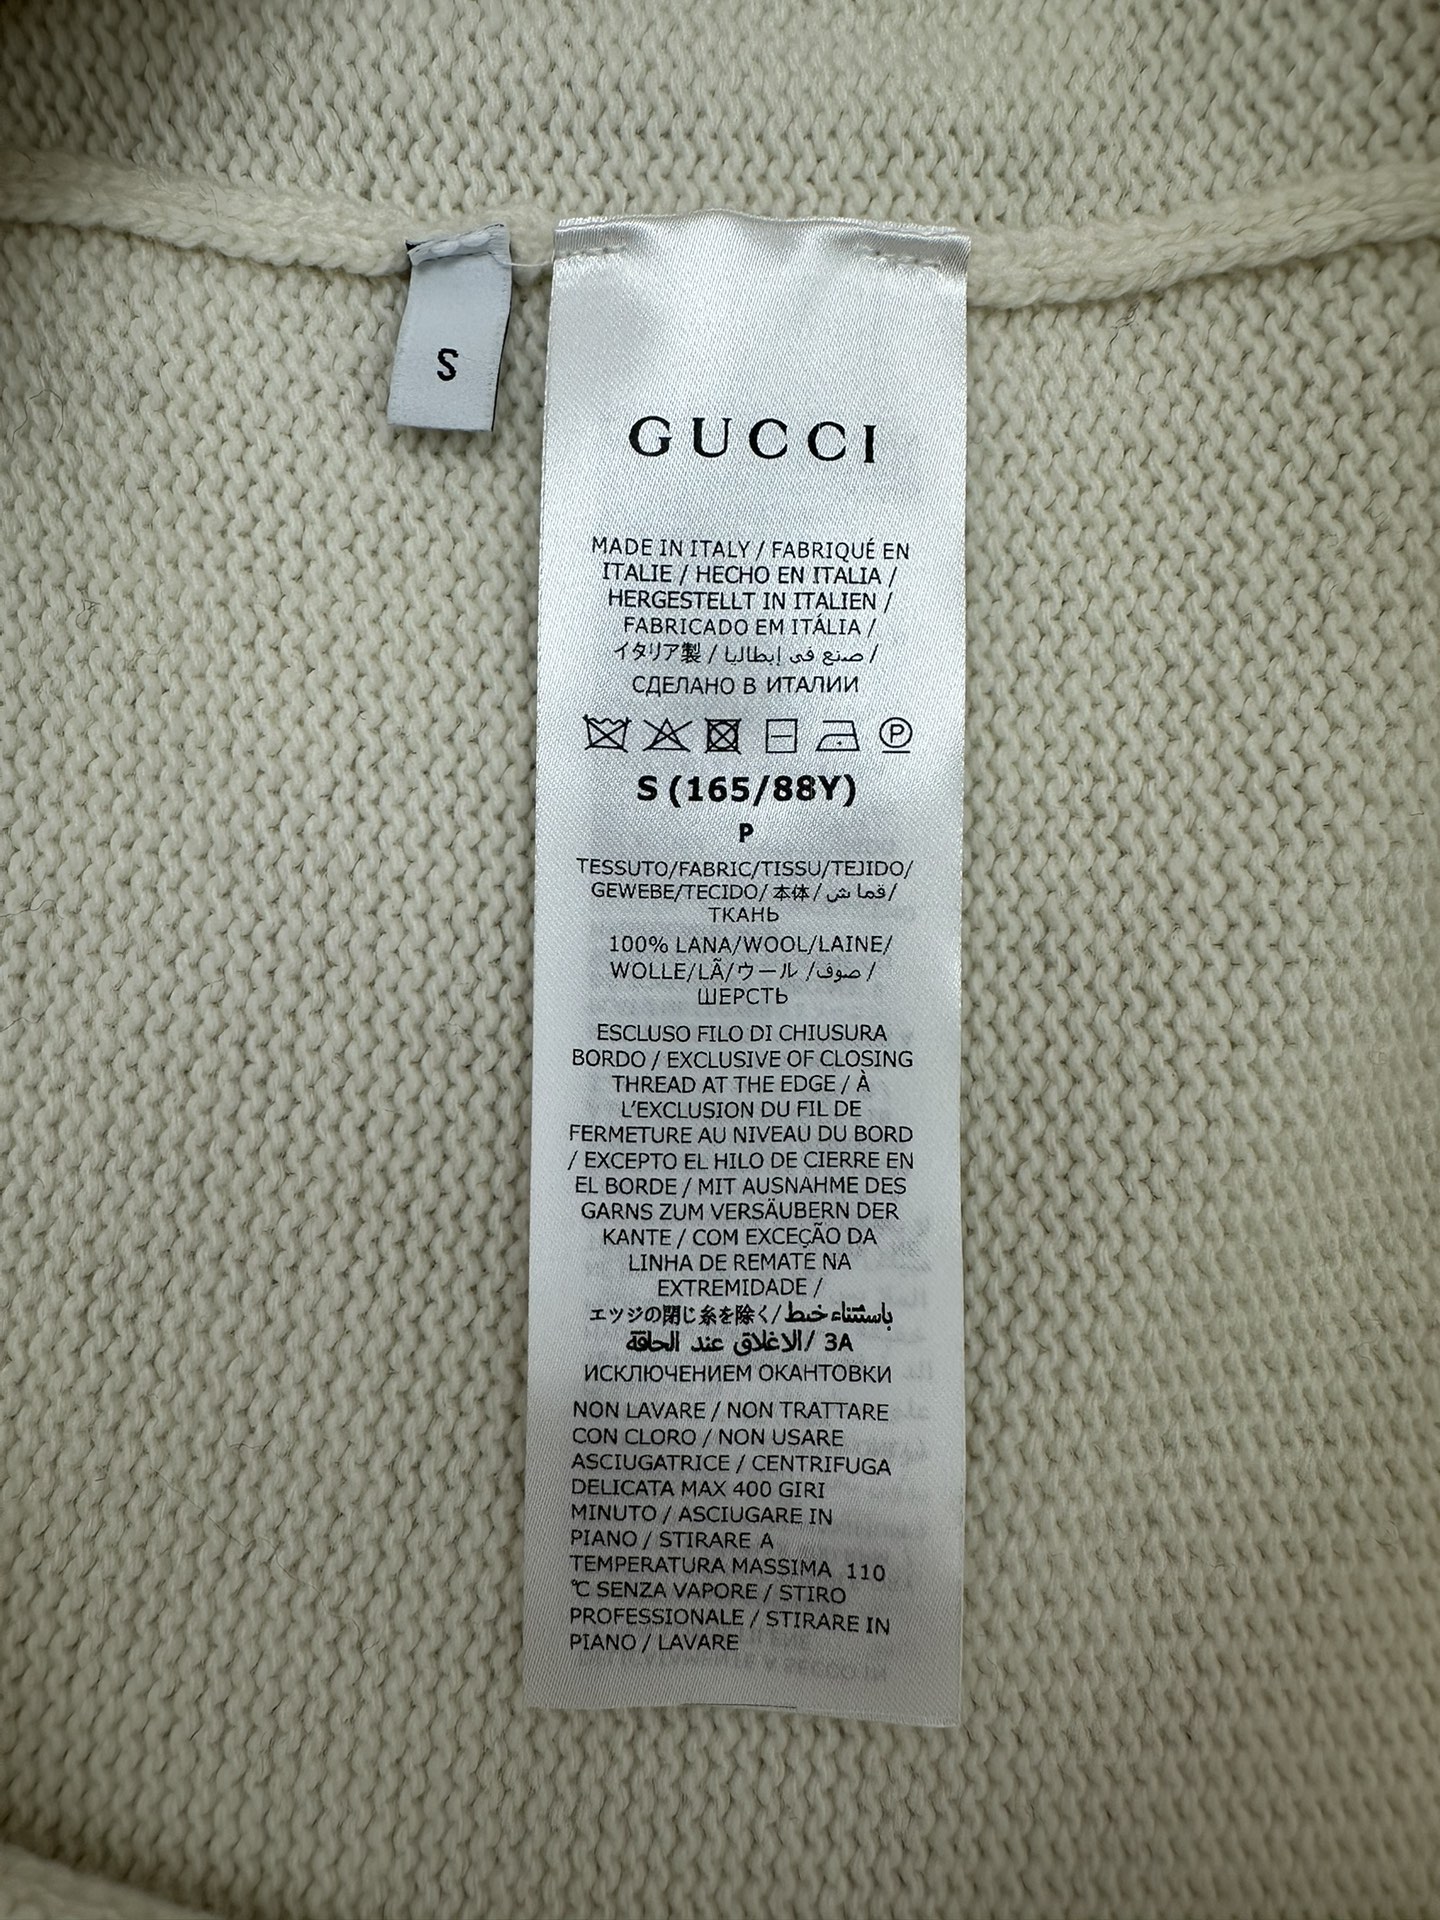 S
GUCCI
MADE IN ITALY / FABRIQUÉ EN
ITALIE / HECHO EN ITALIA /
HERGESTELLT IN ITALIEN /
FABRICADO EM ITÁLIA /
イタリア製 / صنع في إيطاليا /
СДЕЛАНО В ИТАЛИИ
P
S (165/88Y)
P
TESSUTO/FABRIC/TISSU/TEJIDO/
GEWEBE/TECIDO/ 本体 / قماش /
ТКАНЬ
100% LANA/WOOL/LAINE/
WOLLE/LÃ/ウール /صوف /
ШЕРСТЬ
ESCLUSO FILO DI CHIUSURA
BORDO / EXCLUSIVE OF CLOSING
THREAD AT THE EDGE / À
L'EXCLUSION DU FIL DE
FERMETURE AU NIVEAU DU BORD
/ EXCEPTO EL HILO DE CIERRE EN
EL BORDE / MIT AUSNAHME DES
GARNS ZUM VERSÄUBERN DER
KANTE / COM EXCEÇÃO DA
LINHA DE REMATE NA
EXTREMIDADE /
エッジの閉じ糸を除く/ باستثناء خيط
الاغلاق عند الحافة / ЗА
ИСКЛЮЧЕНИЕМ ОКАНТОВКИ
NON LAVARE / NON TRATTARE
CON CLORO / NON USARE
ASCIUGATRICE / CENTRIFUGA
DELICATA MAX 400 GIRI
MINUTO / ASCIUGARE IN
PIANO / STIRARE A
TEMPERATURA MASSIMA 110
℃ SENZA VAPORE / STIRO
PROFESSIONALE / STIRARE IN
PIANO / LAVARE